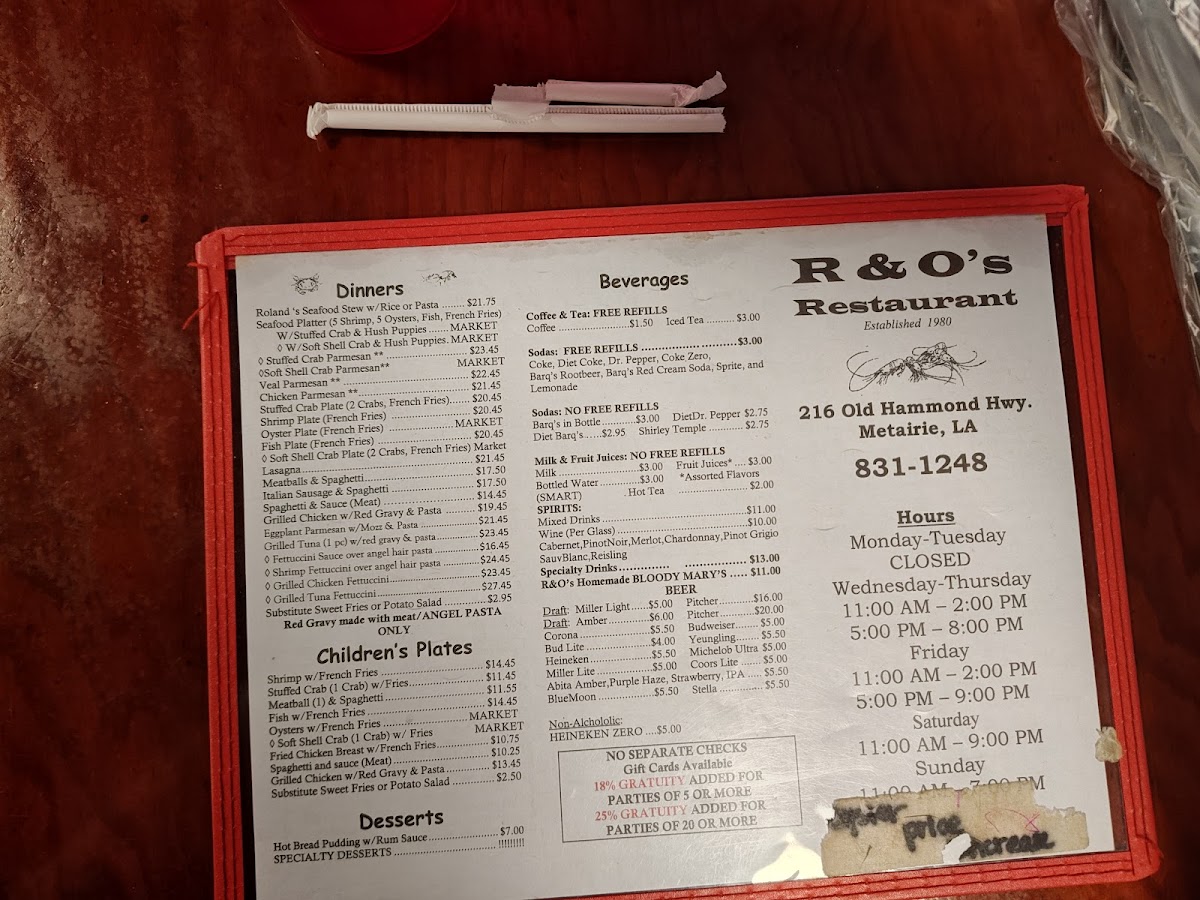 Dinners
Roland 's Seafood Stew w/Rice or Pasta ........ $21.75
Seafood Platter (5 Shrimp, 5 Oysters, Fish, French Fries)
W/Stuffed Crab & Hush Puppies ...... MARKET
W/Soft Shell Crab & Hush Puppies. MARKET
◊ Stuffed Crab Parmesan ** ........ $23.45
◊Soft Shell Crab Parmesan** MARKET
Veal Parmesan ** ........ $22.45
Chicken Parmesan ** ........ $21.45
Stuffed Crab Plate (2 Crabs, French Fries)...... $20.45
Shrimp Plate (French Fries) ........ $20.45
Oyster Plate (French Fries) ........ MARKET
Fish Plate (French Fries) ........ $20.45
◊ Soft Shell Crab Plate (2 Crabs, French Fries) Market
Lasagna ........ $21.45
Meatballs & Spaghetti ........ $17.50
Italian Sausage & Spaghetti ........ $17.50
Spaghetti & Sauce (Meat) ........ $14.45
Grilled Chicken w/Red Gravy & Pasta ........ $19.45
Eggplant Parmesan w/Mozz & Pasta ........ $21.45
Grilled Tuna (1 pc) w/red gravy & pasta ........ $23.45
◊ Fettuccini Sauce over angel hair pasta ........ $16.45
◊ Shrimp Fettuccini over angel hair pasta ........ $24.45
◊ Grilled Chicken Fettuccini ........ $23.45
◊ Grilled Tuna Fettuccini ........ $27.45
Substitute Sweet Fries or Potato Salad ........ $2.95
Red Gravy made with meat/ANGEL PASTA
ONLY
Children's Plates
Shrimp w/French Fries ........ $14.45
Stuffed Crab (1 Crab) w/Fries ........ $11.45
Meatball (1) & Spaghetti ........ $11.55
Fish w/French Fries ........ $14.45
Oysters w/French Fries ........ MARKET
◊ Soft Shell Crab (1 Crab) w/ Fries MARKET
Fried Chicken Breast w/French Fries ........ $10.75
Spaghetti and sauce (Meat) ........ $10.25
Grilled Chicken w/Red Gravy & Pasta ........ $13.45
Substitute Sweet Fries or Potato Salad ........ $2.50
Desserts
Hot Bread Pudding w/Rum Sauce ........ $7.00
SPECIALTY DESSERTS ........ !!!!!!!!!
Beverages
Coffee & Tea: FREE REFILLS
Coffee ........ $1.50 Iced Tea ........ $3.00
Sodas: FREE REFILLS ........ $3.00
Coke, Diet Coke, Dr. Pepper, Coke Zero,
Barq's Rootbeer, Barq's Red Cream Soda, Sprite, and
Lemonade
Sodas: NO FREE REFILLS
Barq's in Bottle ........ $3.00 DietDr. Pepper $2.75
Diet Barq's ..... $2.95 Shirley Temple ........ $2.75
Milk & Fruit Juices: NO FREE REFILLS
Milk ........ $3.00 Fruit Juices* .... $3.00
Bottled Water ........ $3.00 *Assorted Flavors
(SMART) . Hot Tea ........ $2.00
SPIRITS:
Mixed Drinks ........ $11.00
Wine (Per Glass) ........ $10.00
Cabernet,PinotNoir,Merlot,Chardonnay,Pinot Grigio
SauvBlanc,Reisling
Specialty Drinks ........ $13.00
R&O's Homemade BLOODY MARY'S ..... $11.00
BEER
Draft: Miller Light ..... $5.00 Pitcher ........ $16.00
Draft: Amber ........ $6.00 Pitcher ........ $20.00
Corona ........ $5.50 Budweiser ...... $5.00
Bud Lite ........ $4.00 Yeungling ....... $5.50
Heineken ........ $5.50 Michelob Ultra $5.00
Miller Lite ........ $5.00 Coors Lite ...... $5.00
Abita Amber,Purple Haze, Strawberry, IPA ..... $5.50
BlueMoon ........ $5.50 Stella ........ $5.50
Non-Alchololic:
HEINEKEN ZERO ....$5.00
NO SEPARATE CHECKS
Gift Cards Available
18% GRATUITY ADDED FOR
PARTIES OF 5 OR MORE
25% GRATUITY ADDED FOR
PARTIES OF 20 OR MORE
R & O's
Restaurant
Established 1980
216 Old Hammond Hwy.
Metairie, LA
831-1248
Hours
Monday-Tuesday
CLOSED
Wednesday-Thursday
11:00 AM – 2:00 PM
5:00 PM – 8:00 PM
Friday
11:00 AM – 2:00 PM
5:00 PM – 9:00 PM
Saturday
11:00 AM – 9:00 PM
Sunday
11:00 AM – 7:00 PM
price